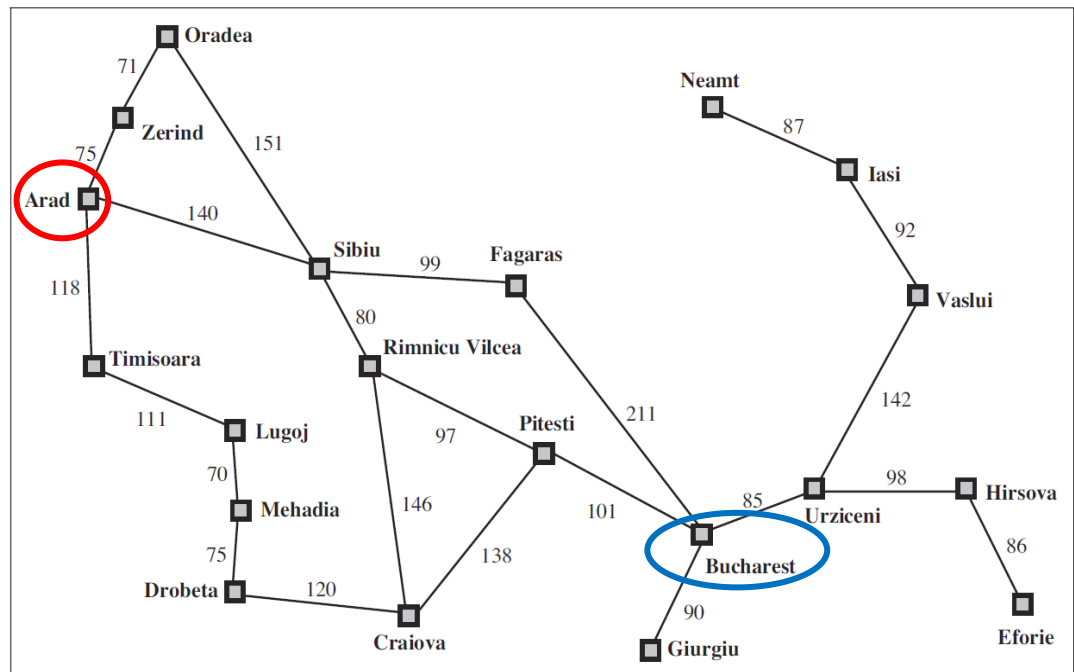 Oradea
71
Neamt
87
Zerind
151
75
Iasi
Arad
140
92
Sibiu
Fagaras
99
118
Vaslui
80
Timisoara
Rimnicu Vilcea
142
111
211
Pitesti
Lugoj
97
70
98
Hirsova
85
Mehadia
146
101
Urziceni
86
75
138
Bucharest
Drobeta
120
90
Craiova
Giurgiu
Eforie